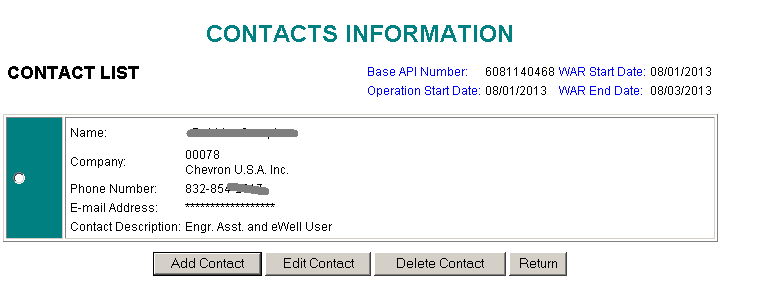 CONTACTS INFORMATION
CONTACT LIST
Base API Number: 6081140468 WAR Start Date: 08/01/2013
Operation Start Date: 08/01/2013 WAR End Date: 08/03/2013
Name:
Company: 00078
Chevron U.S.A. Inc.
Phone Number: 832-854
E-mail Address: ******************
Contact Description: Engr. Asst. and eWell User
Add Contact Edit Contact Delete Contact Return